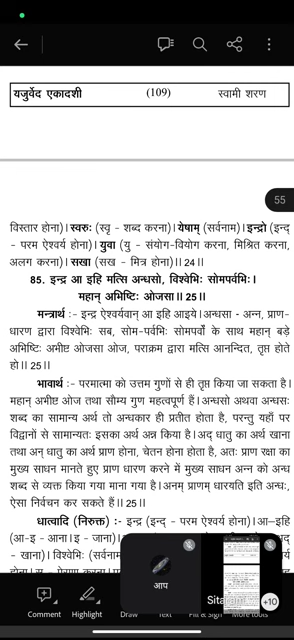 यजुर्वेद एकादशी (109) स्वामी शरण
55
विस्तार होना)। स्वरुः (स्वृ - शब्द करना)। येषाम् (सर्वनाम)। इन्द्रो (इन्द्
- परम ऐश्वर्य होना)। युवा (यु - संयोग-वियोग करना, मिश्रित करना,
अलग करना)। सखा (सख - मित्र होना)।।24।।
85. इन्द्र आ इहि मत्सि अन्धसो, विश्वेभिः सोमपर्वभिः।
महान् अभिष्टिः ओजसा।।25।।
मन्त्रार्थ :- इन्द्र ऐश्वर्यवान् आ इहि आइये। अन्धसा - अन्न, प्राण-
धारण द्वारा विश्वेभिः सब, सोम-पर्वभिः सोमपर्वों के साथ महान् बड़े
अभिष्टिः अभीष्ट ओजसा ओज, पराक्रम द्वारा मत्सि आनन्दित, तृप्त होते
हो।।25।।
भावार्थ :- परमात्मा को उत्तम गुणों से ही तृप्त किया जा सकता है।
महान् अभीष्ट ओज तथा सौम्य गुण महत्वपूर्ण हैं। अन्धसो अथवा अन्धसः
शब्द का सामान्य अर्थ तो अन्धकार ही प्रतीत होता है, परन्तु यहाँ पर
विद्वानों से सामान्यतः इसका अर्थ अन्न किया है। अद् धातु का अर्थ खाना
तथा अन् धातु का अर्थ प्राण होना, चेतन होना होता है, अतः प्राण रक्षा का
मुख्य साधन मानते हुए प्राण धारण करने में मुख्य साधन अन्न को अन्ध
शब्द से व्यक्त किया गया माना गया है। अनम् प्राणम् धारयति इति अन्धः,
ऐसा निर्वचन कर सकते हैं।।25।।
धात्वादि (निरुक्त) :- इन्द्र (इन्द् - परम ऐश्वर्य होना)। आ–इहि
(आ-इ - आना। इ - जाना)।
- खाना)। विश्वेभिः (सर्वनाम
आप
Sita
+10
Comment Highlight Draw Text Fill & Sign More tools